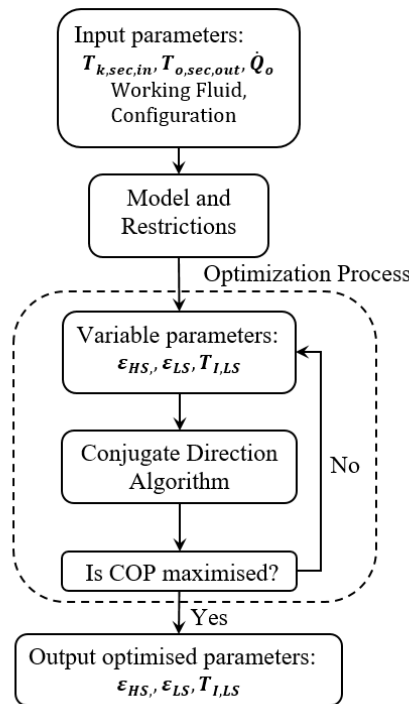 Input parameters:
T_{k,sec,in}, T_{o,sec,out}, Q̇_o
Working Fluid,
Configuration
Model and
Restrictions
Optimization Process
Variable parameters:
ε_{HS,}, ε_{LS}, T_{I,LS}
Conjugate Direction
Algorithm
No
Is COP maximised?
Yes
Output optimised parameters:
ε_{HS,}, ε_{LS}, T_{I,LS}